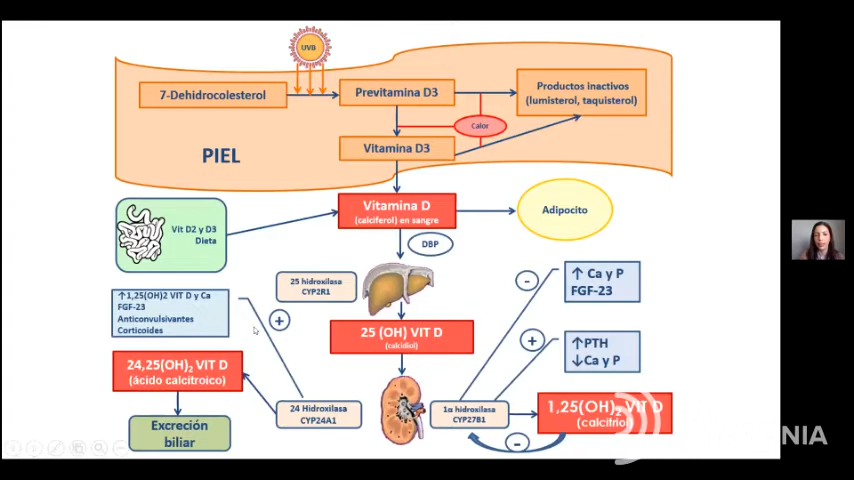 UVB
7-Dehidrocolesterol
Previtamina D3
Productos inactivos
(lumisterol, taquisterol)
Calor
PIEL
Vitamina D3
Vitamina D
(calciferol) en sangre
Adipocito
Vit D2 y D3
Dieta
DBP
25 hidroxilasa
CYP2R1
↑ Ca y P
FGF-23
-
↑1,25(OH)2 VIT D y Ca
FGF-23
Anticonvulsivantes
Corticoides
+
25 (OH) VIT D
(calcidiol)
+
↑PTH
↓Ca y P
24,25(OH)₂ VIT D
(ácido calcitroico)
24 Hidroxilasa
CYP24A1
1α hidroxilasa
CYP27B1
1,25(OH)₂ VIT D
(calcitriol)
Excreción
biliar
-
NIA